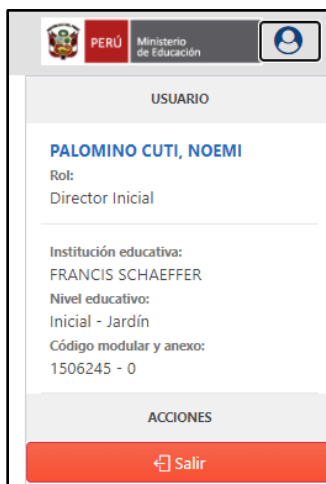 PERÚ
Ministerio
de Educación
USUARIO
PALOMINO CUTI, NOEMI
Rol:
Director Inicial
Institución educativa:
FRANCIS SCHAEFFER
Nivel educativo:
Inicial - Jardín
Código modular y anexo:
1506245 - 0
ACCIONES
Salir